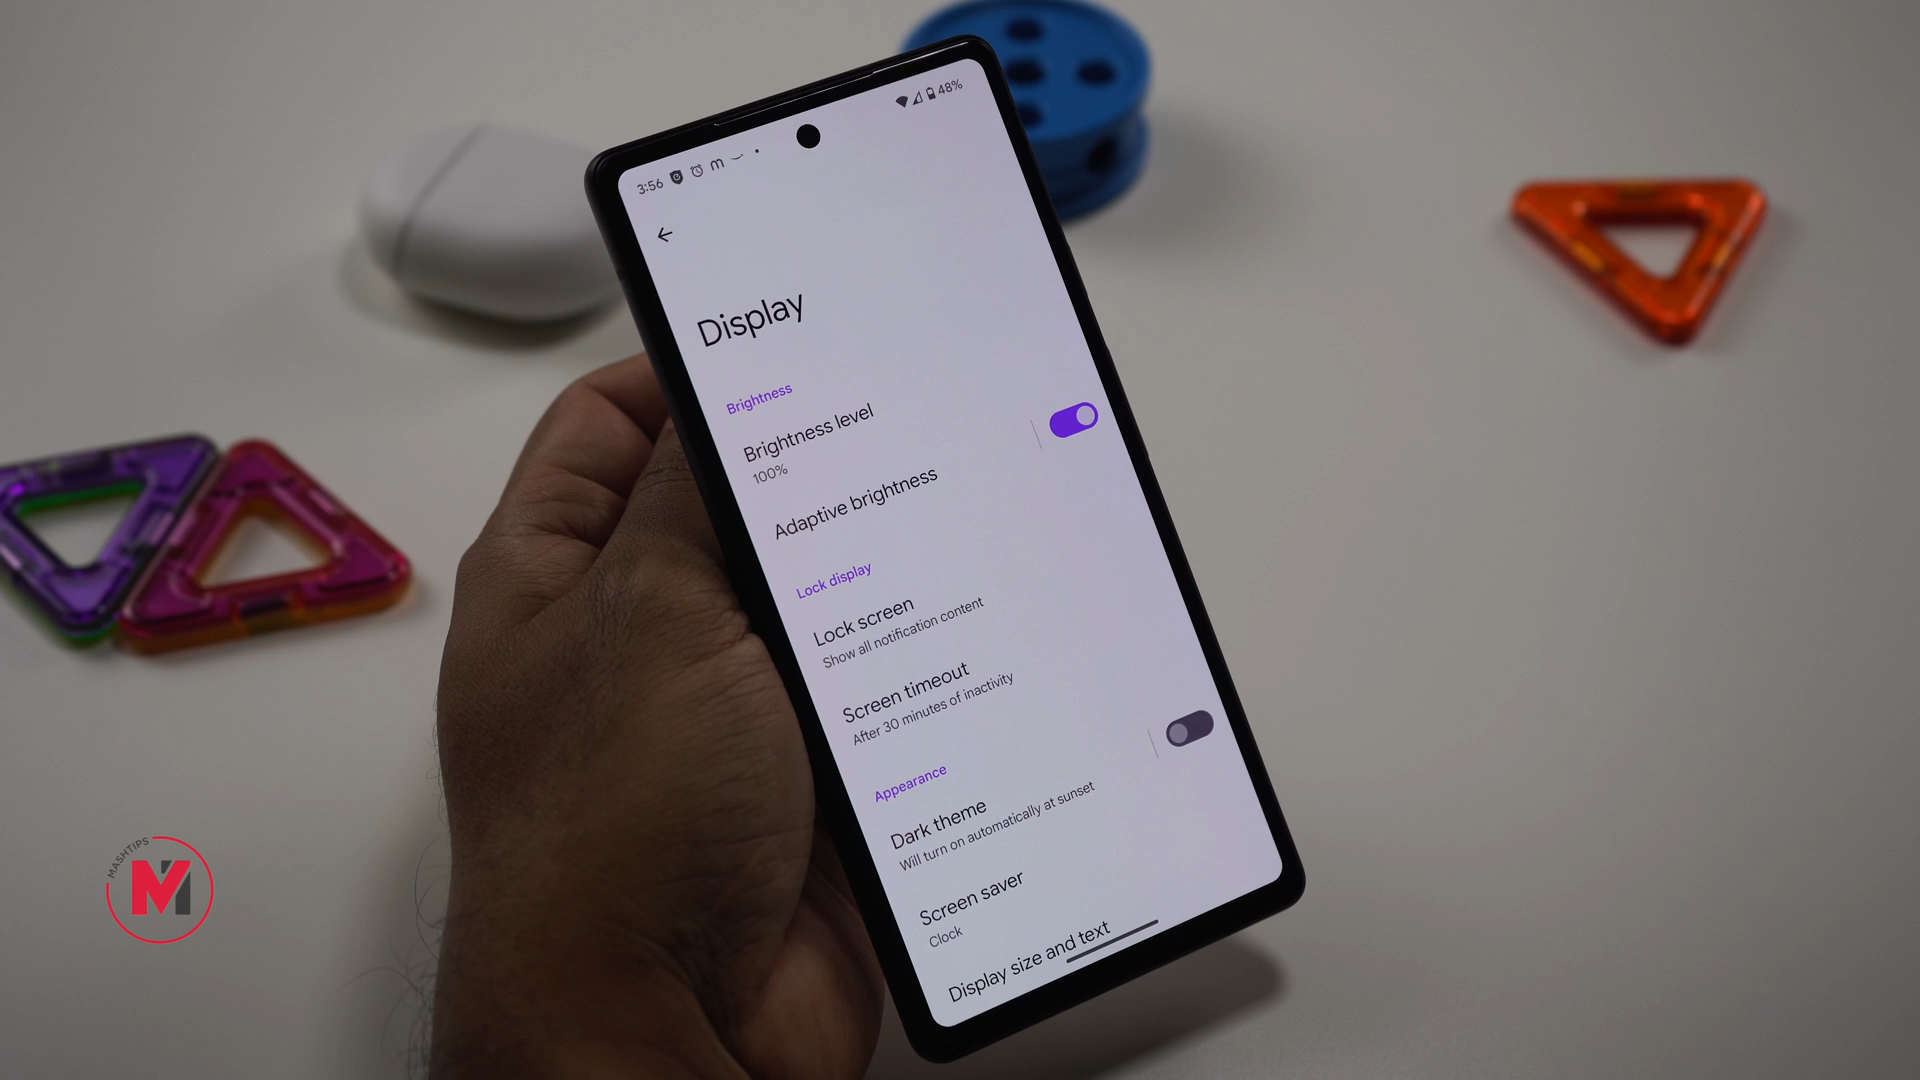 3:56
48%
Display
Brightness
Brightness level
100%
Adaptive brightness
Lock display
Lock screen
Show all notification content
Screen timeout
After 30 minutes of inactivity
Appearance
Dark theme
Will turn on automatically at sunset
Screen saver
Clock
Display size and text
MASHTIPS
M